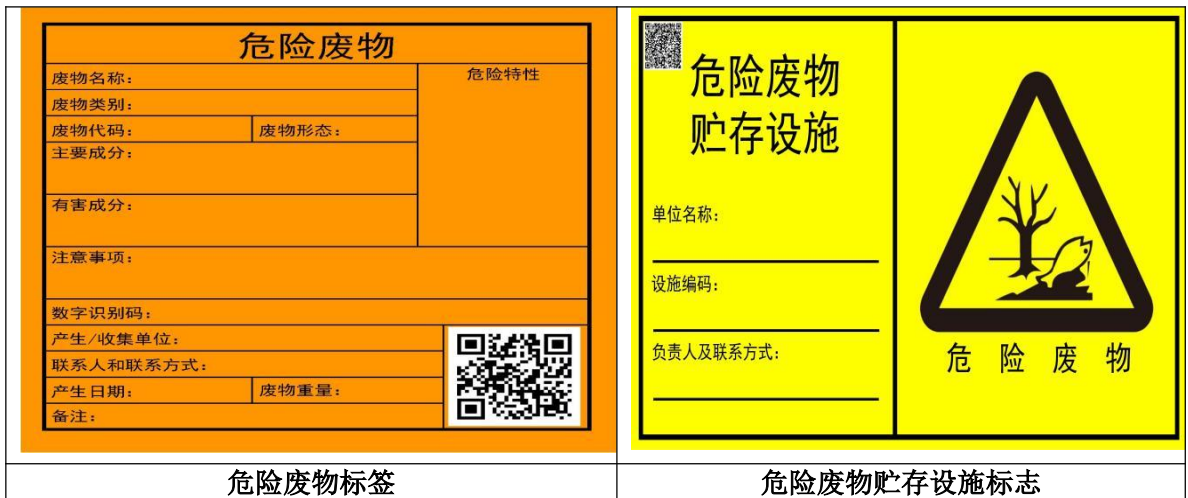 危险废物
废物名称：
危险特性
废物类别：
废物代码：
废物形态：
主要成分：
有害成分：
注意事项：
数字识别码：
产生/收集单位：
联系人和联系方式：
产生日期：
废物重量：
备注：
危险废物标签
危险废物
贮存设施
单位名称：
设施编码：
负责人及联系方式：
危险废物
危险废物贮存设施标志